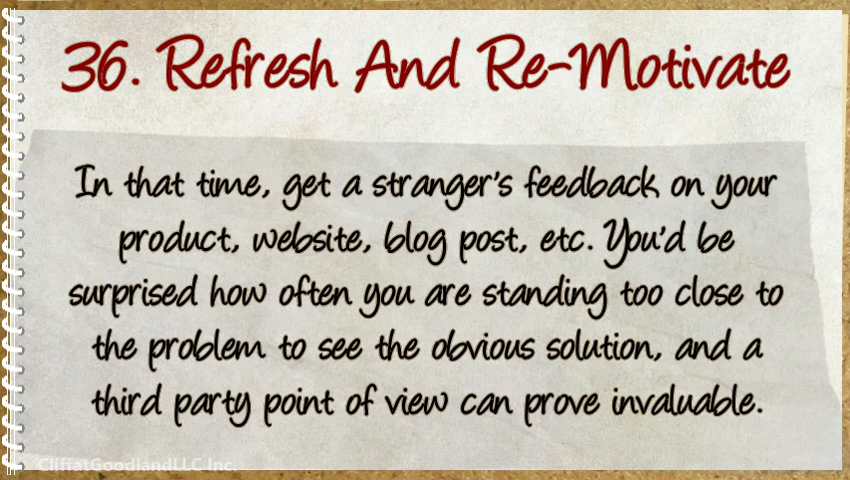 36. Refresh And Re-Motivate
In that time, get a stranger's feedback on your
product, website, blog post, etc. You'd be
surprised how often you are standing too close to
the problem to see the obvious solution, and a
third party point of view can prove invaluable.
CliffatGoodlandLLC Inc.